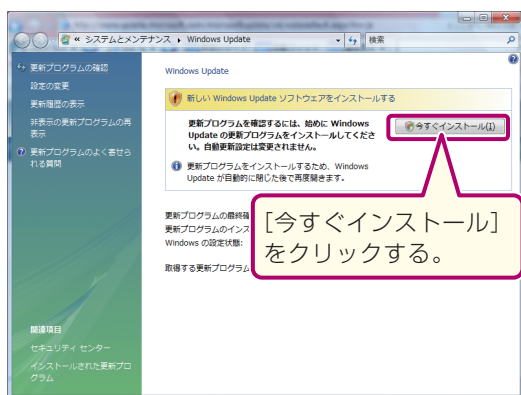 « システムとメンテナンス ▸ Windows Update
検索
更新プログラムの確認
設定の変更
更新履歴の表示
非表示の更新プログラムの再
表示
更新プログラムのよく寄せら
れる質問
Windows Update
新しい Windows Update ソフトウェアをインストールする
更新プログラムを確認するには、始めに Windows
Update の更新プログラムをインストールしてくださ
い。自動更新設定は変更されません。
今すぐインストール(I)
更新プログラムをインストールするため、Windows
Update が自動的に閉じた後で再度開きます。
更新プログラムの最終確
更新プログラムのインス
Windows の設定状態:
取得する更新プログラム
[今すぐインストール]
をクリックする。
関連項目
セキュリティ センター
インストールされた更新プロ
グラム